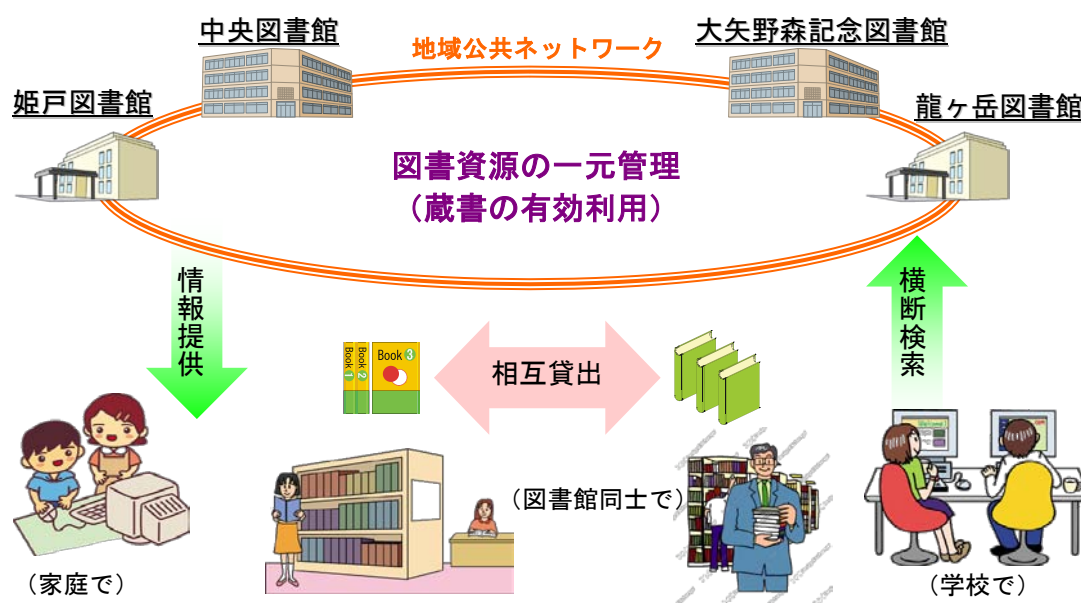 中央図書館
大矢野森記念図書館
地域公共ネットワーク
姫戸図書館
龍ヶ岳図書館
図書資源の一元管理
（蔵書の有効利用）
情報提供
横断検索
相互貸出
Book 1
Book 2
Book 3
（図書館同士で）
（家庭で）
（学校で）